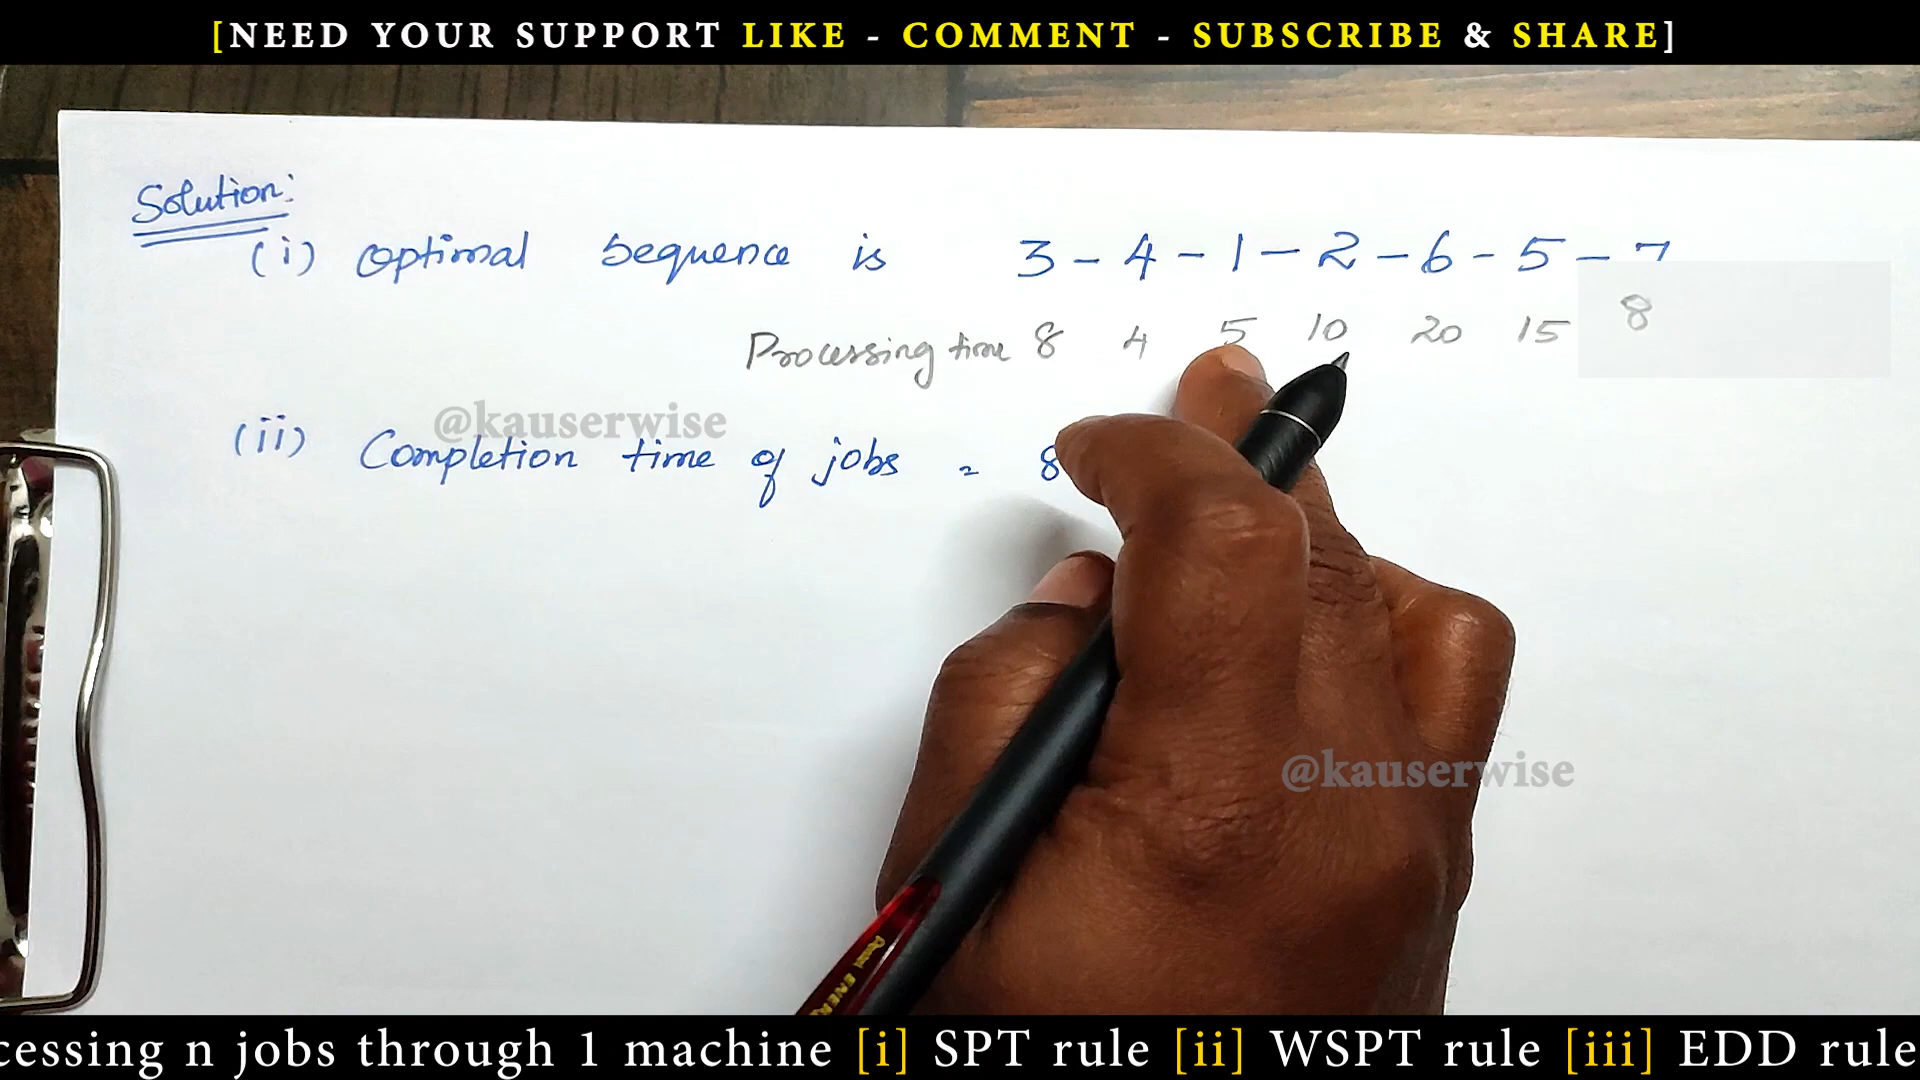 [NEED YOUR SUPPORT LIKE - COMMENT - SUBSCRIBE & SHARE]
Solution:
(i) Optimal Sequence is 3 - 4 - 1 - 2 - 6 - 5 - 7
Processing time 8 4 5 10 20 15 8
@kauserwise
(ii) Completion time of jobs = 8
@kauserwise
cessing n jobs through 1 machine [i] SPT rule [ii] WSPT rule [iii] EDD rule